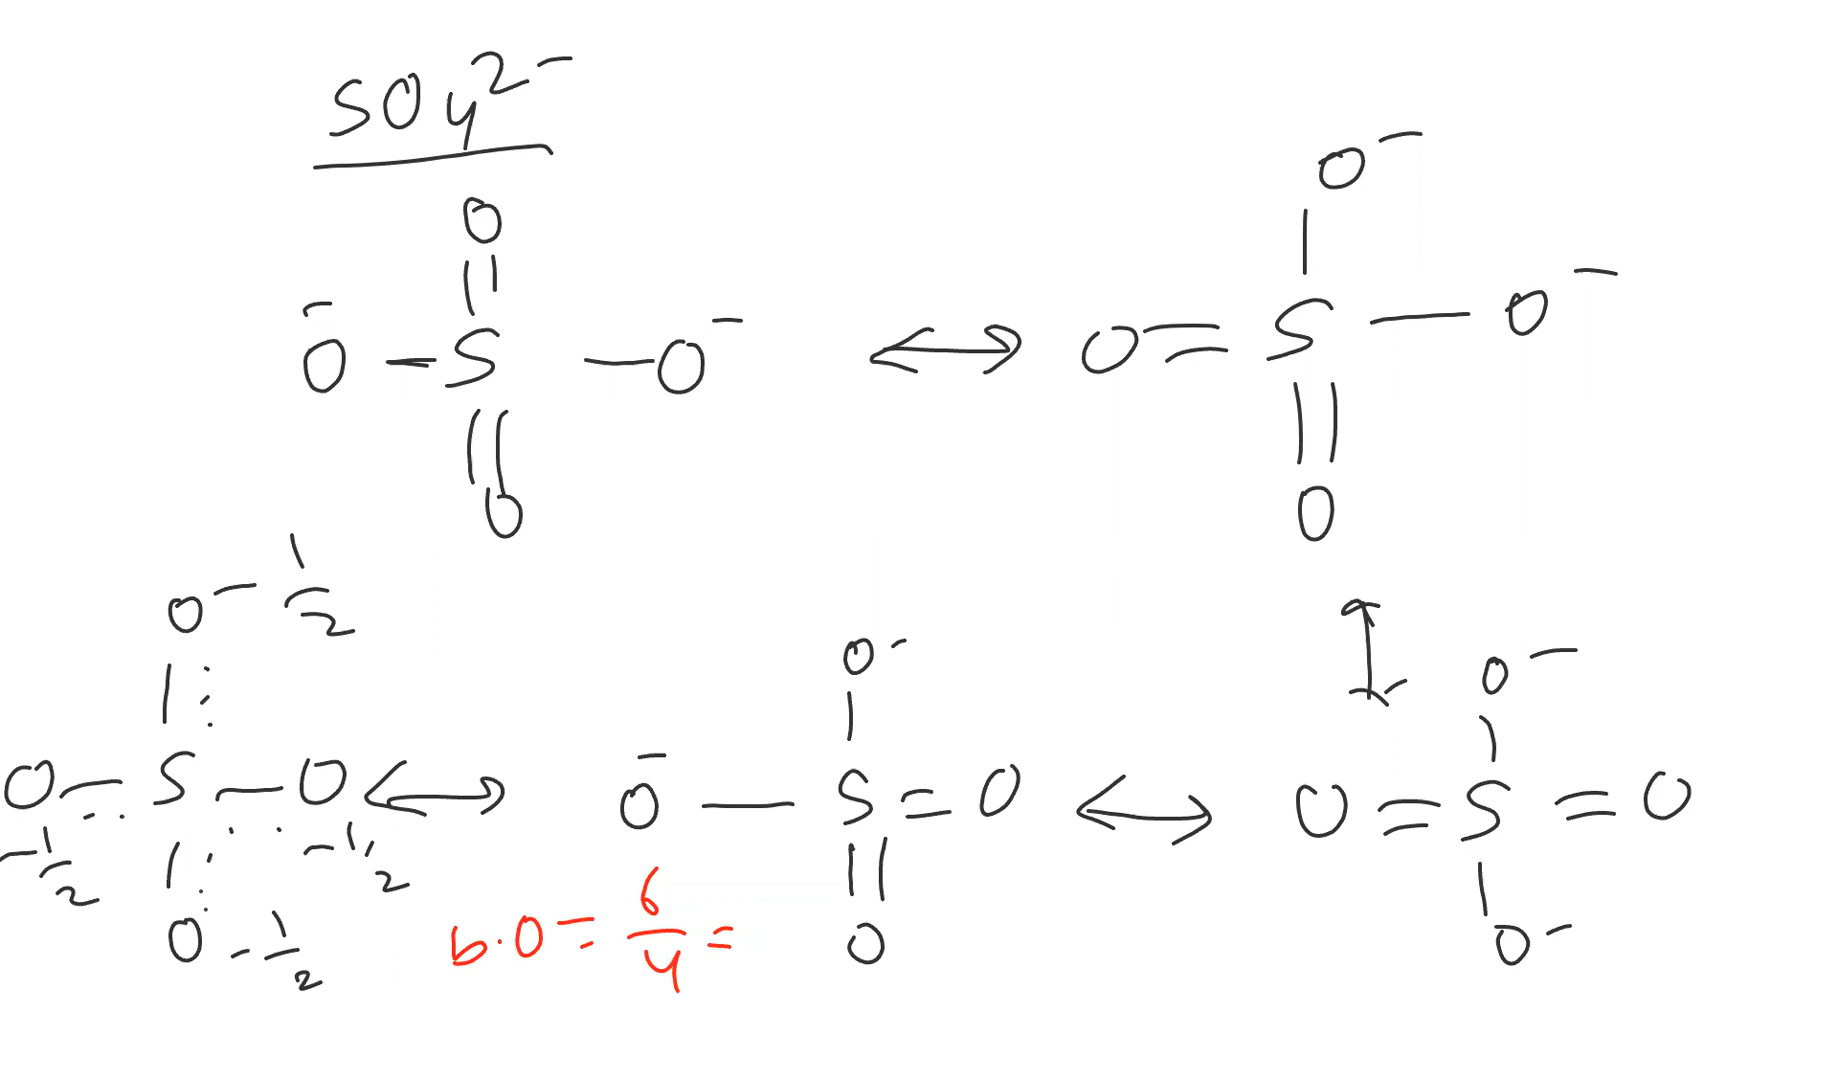 SO4^2-
O
O^- - S - O^- ⟷ O = S - O^-
O
O^-
O
O^- 1/2
O^-
O^-
O - S - O ⟷ O^- — S = O ⟷ O = S = O
-1/2
-1/2
b.O = 6/4 =
O -1/2
O
O^-